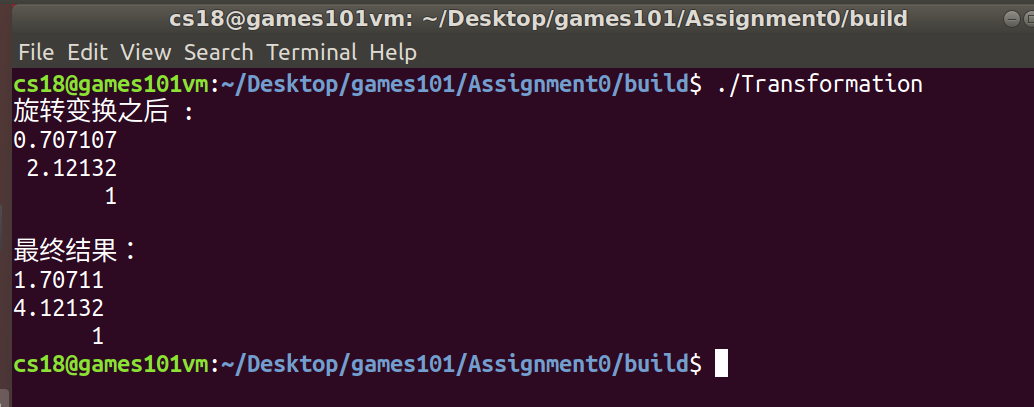 cs18@games101vm: ~/Desktop/games101/Assignment0/build
File Edit View Search Terminal Help
cs18@games101vm:~/Desktop/games101/Assignment0/build$ ./Transformation
旋转变换之后 :
0.707107
2.12132
1
最终结果：
1.70711
4.12132
1
cs18@games101vm:~/Desktop/games101/Assignment0/build$